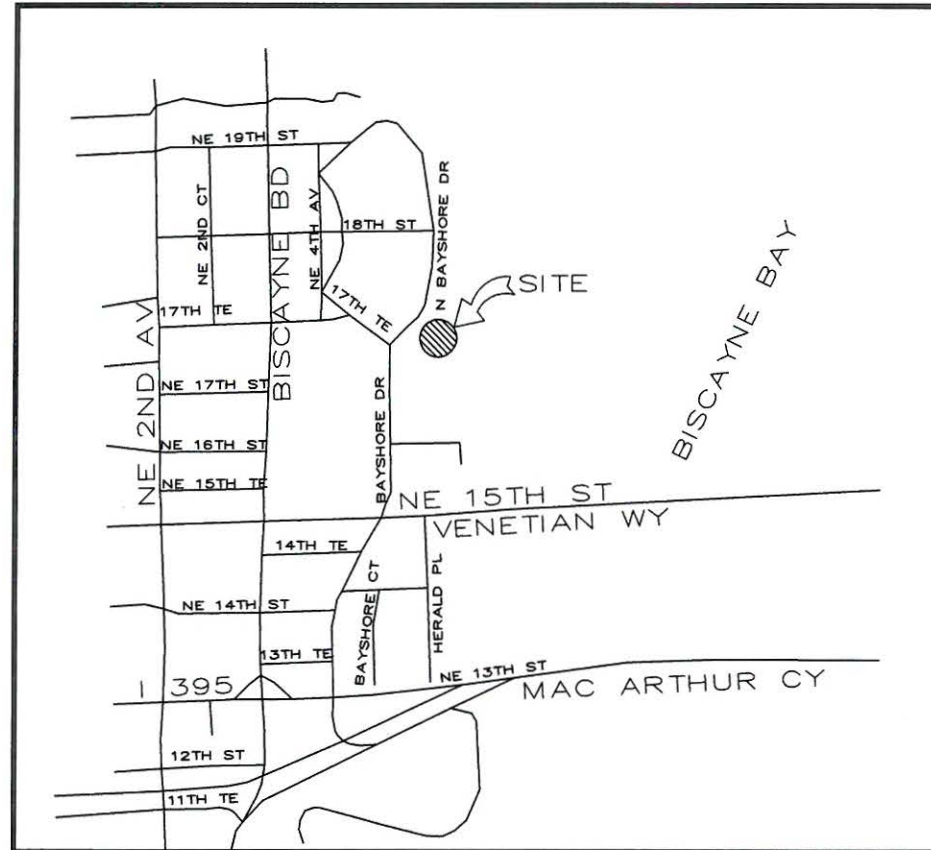 NE 19TH ST
NE 2ND CT
BISCAYNE BD
NE 4TH AV
18TH ST
N BAYSHORE DR
SITE
BISCAYNE BAY
17TH TE
17TH TE
NE 2ND AV
NE 17TH ST
BAYSHORE DR
NE 16TH ST
NE 15TH TE
NE 15TH ST
VENETIAN WY
14TH TE
BAYSHORE CT
HERALD PL
NE 14TH ST
13TH TE
NE 13TH ST
I 395
MAC ARTHUR CY
12TH ST
11TH TE